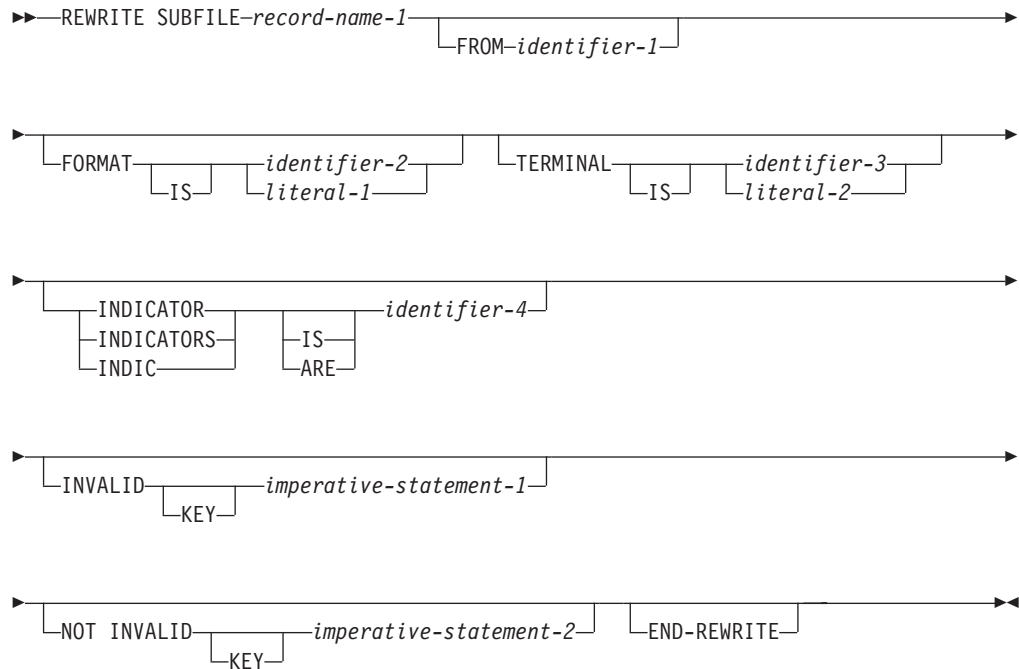 REWRITE SUBFILE record-name-1
FROM identifier-1
FORMAT identifier-2 TERMINAL identifier-3
IS literal-1 IS literal-2
INDICATOR identifier-4
INDICATORS IS
INDIC ARE
INVALID imperative-statement-1
KEY
NOT INVALID imperative-statement-2 END-REWRITE
KEY